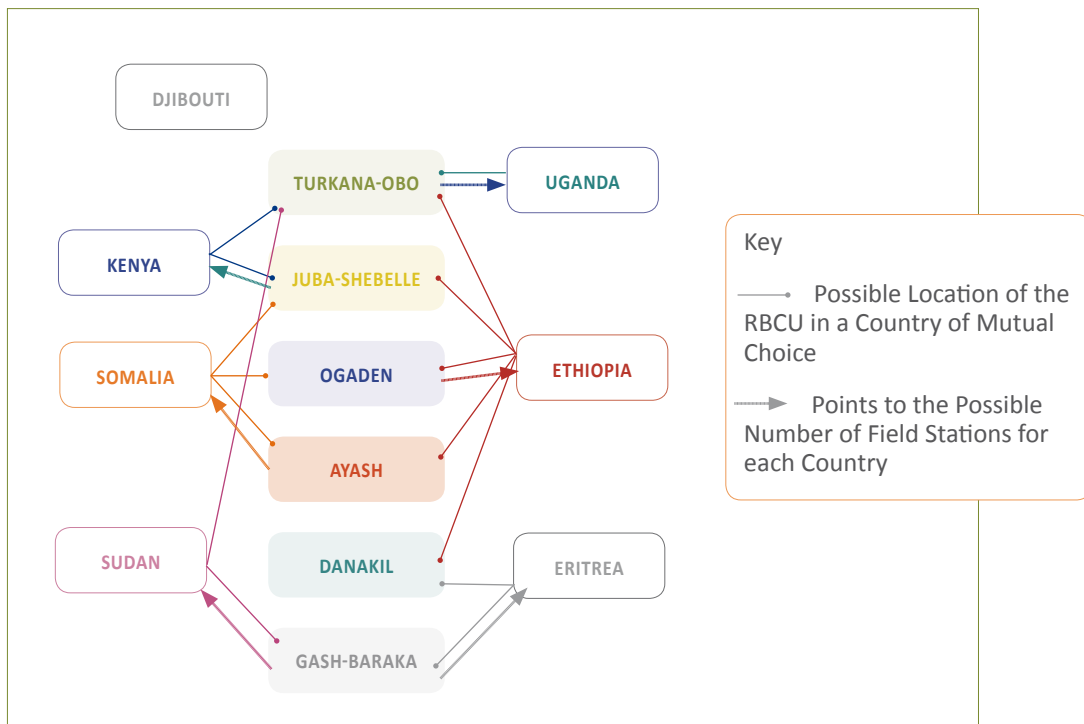 DJIBOUTI
TURKANA-OBO
UGANDA
KENYA
JUBA-SHEBELLE
SOMALIA
OGADEN
ETHIOPIA
AYASH
SUDAN
DANAKIL
ERITREA
GASH-BARAKA
Key
Possible Location of the
RBCU in a Country of Mutual
Choice
Points to the Possible
Number of Field Stations for
each Country